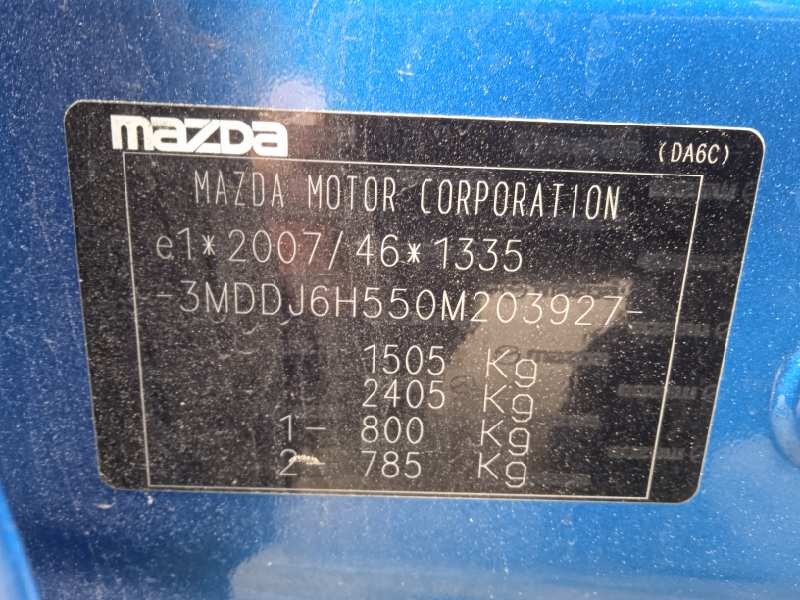 mazda
(DA6C)
MAZDA MOTOR CORPORATION
e1*2007/46*1335
-3MDDJ6H550M203927-
1505 Kg
2405 Kg
1- 800 Kg
2- 785 Kg